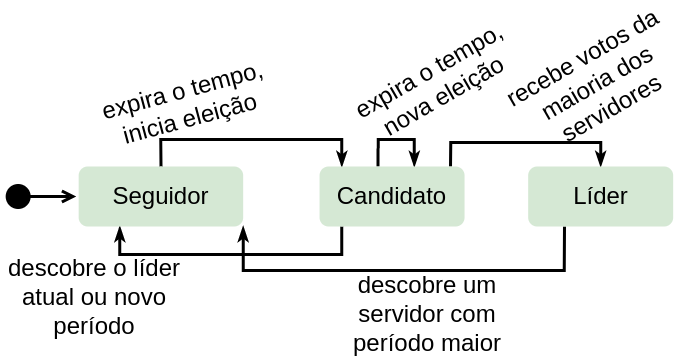 expira o tempo,
inicia eleição
expira o tempo,
nova eleição
recebe votos da
maioria dos
servidores
Seguidor
Candidato
Líder
descobre o líder
atual ou novo
período
descobre um
servidor com
período maior